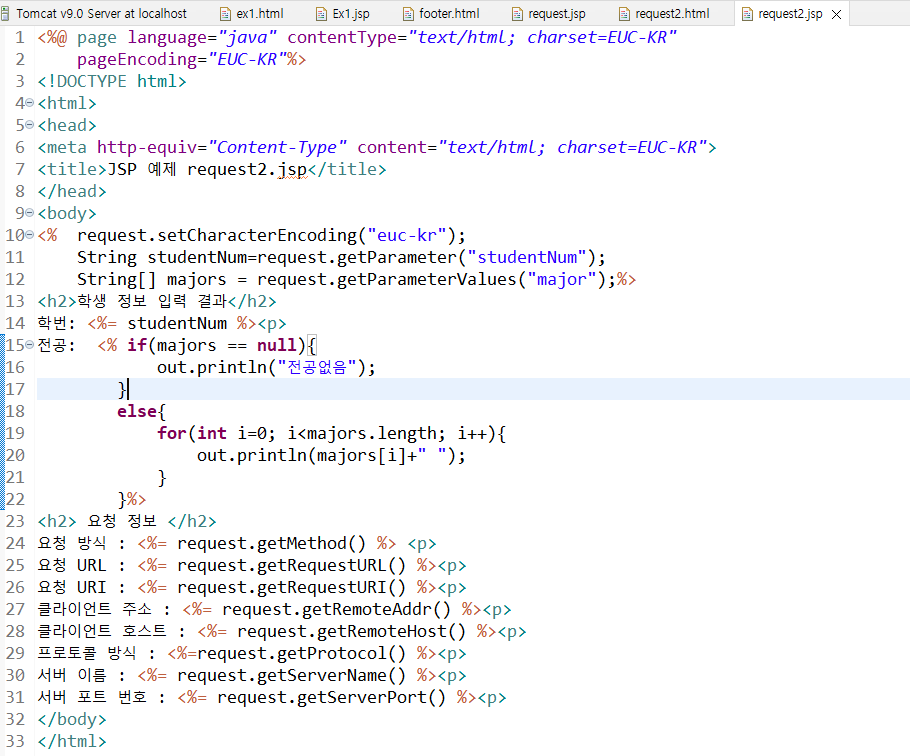 Tomcat v9.0 Server at localhost ex1.html Ex1.jsp footer.html request.jsp request2.html request2.jsp
1 <%@ page language="java" contentType="text/html; charset=EUC-KR"
2     pageEncoding="EUC-KR"%>
3 <!DOCTYPE html>
4 <html>
5 <head>
6 <meta http-equiv="Content-Type" content="text/html; charset=EUC-KR">
7 <title>JSP 예제 request2.jsp</title>
8 </head>
9 <body>
10 <%  request.setCharacterEncoding("euc-kr");
11     String studentNum=request.getParameter("studentNum");
12     String[] majors = request.getParameterValues("major");%>
13 <h2>학생 정보 입력 결과</h2>
14 학번: <%= studentNum %><p>
15 전공:  <% if(majors == null){
16             out.println("전공없음");
17         }
18         else{
19             for(int i=0; i<majors.length; i++){
20                 out.println(majors[i]+" ");
21             }
22         }%>
23 <h2> 요청 정보 </h2>
24 요청 방식 : <%= request.getMethod() %> <p>
25 요청 URL : <%= request.getRequestURL() %><p>
26 요청 URI : <%= request.getRequestURI() %><p>
27 클라이언트 주소 : <%= request.getRemoteAddr() %><p>
28 클라이언트 호스트 : <%= request.getRemoteHost() %><p>
29 프로토콜 방식 : <%=request.getProtocol() %><p>
30 서버 이름 : <%= request.getServerName() %><p>
31 서버 포트 번호 : <%= request.getServerPort() %><p>
32 </body>
33 </html>